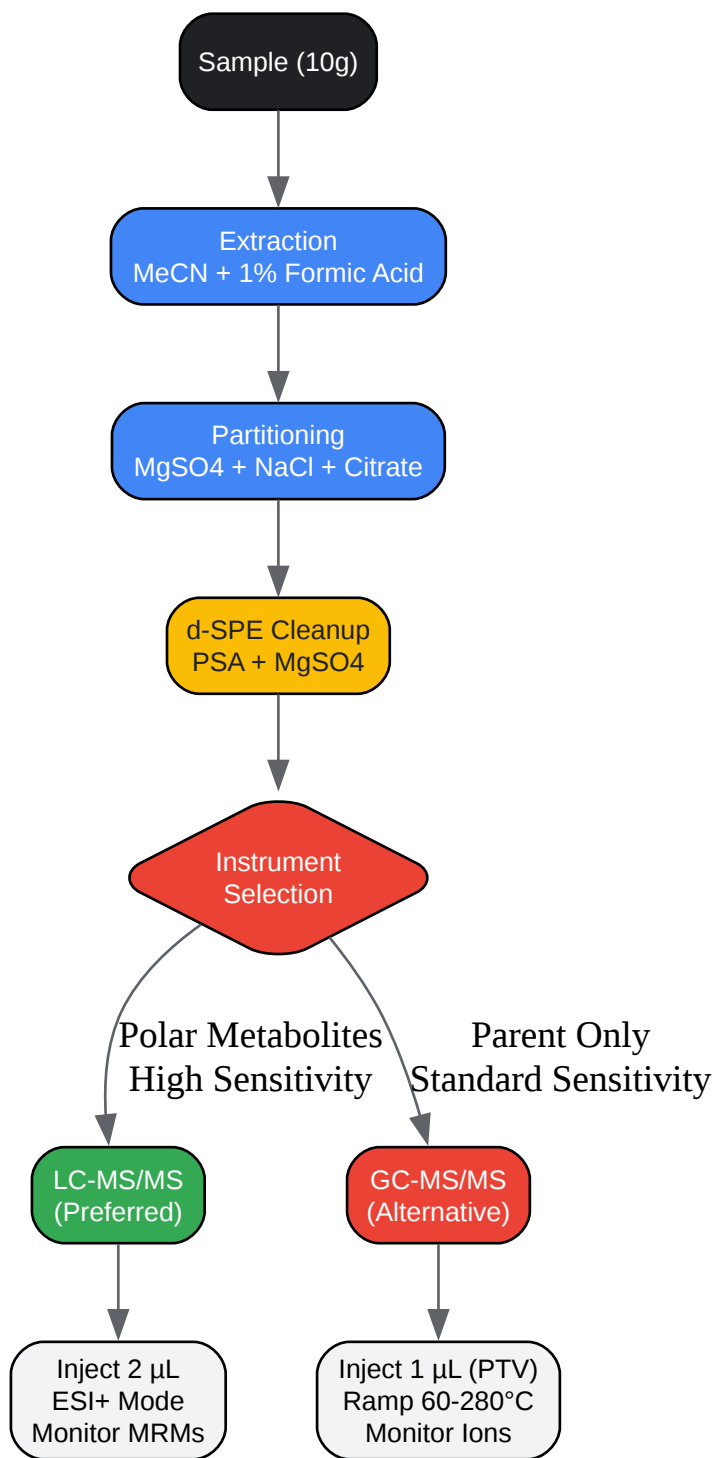 Sample (10g)
Extraction
MeCN + 1% Formic Acid
Partitioning
MgSO4 + NaCl + Citrate
d-SPE Cleanup
PSA + MgSO4
Instrument
Selection
Polar Metabolites
High Sensitivity
Parent Only
Standard Sensitivity
LC-MS/MS
(Preferred)
GC-MS/MS
(Alternative)
Inject 2 µL
ESI+ Mode
Monitor MRMs
Inject 1 µL (PTV)
Ramp 60-280°C
Monitor Ions